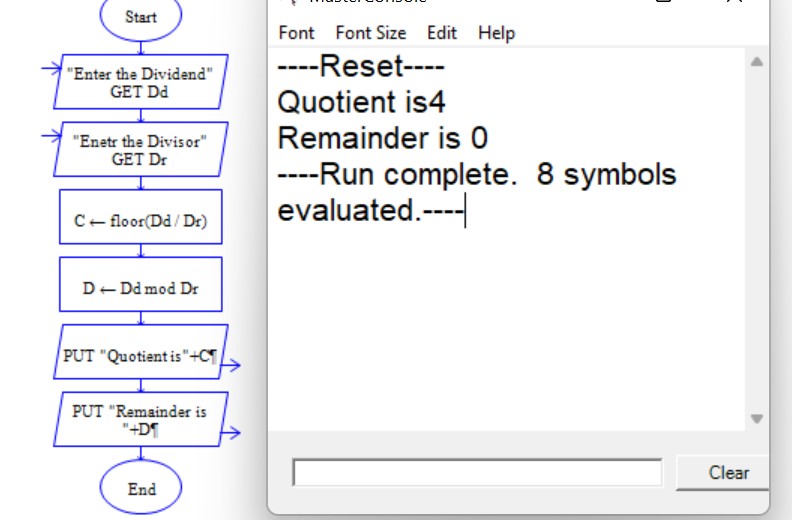 Start
"Enter the Dividend"
GET Dd
"Enetr the Divisor"
GET Dr
C ← floor(Dd / Dr)
D ← Dd mod Dr
PUT "Quotient is"+C¶
PUT "Remainder is
"+D¶
End
MasterConsole
Font Font Size Edit Help
----Reset----
Quotient is4
Remainder is 0
----Run complete.  8 symbols
evaluated.----
Clear